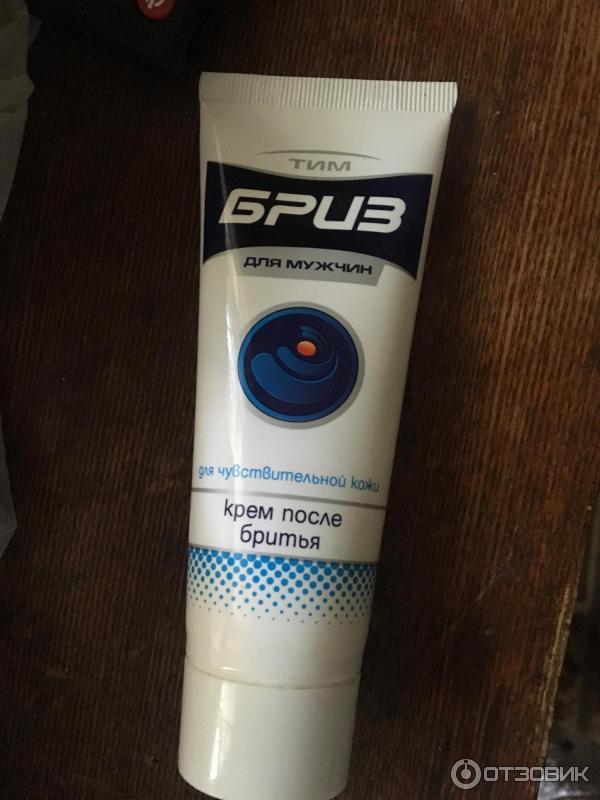 ТИМ
БРИЗ
ДЛЯ МУЖЧИН
для чувствительной кожи
крем после
бритья
ОТЗОВИК